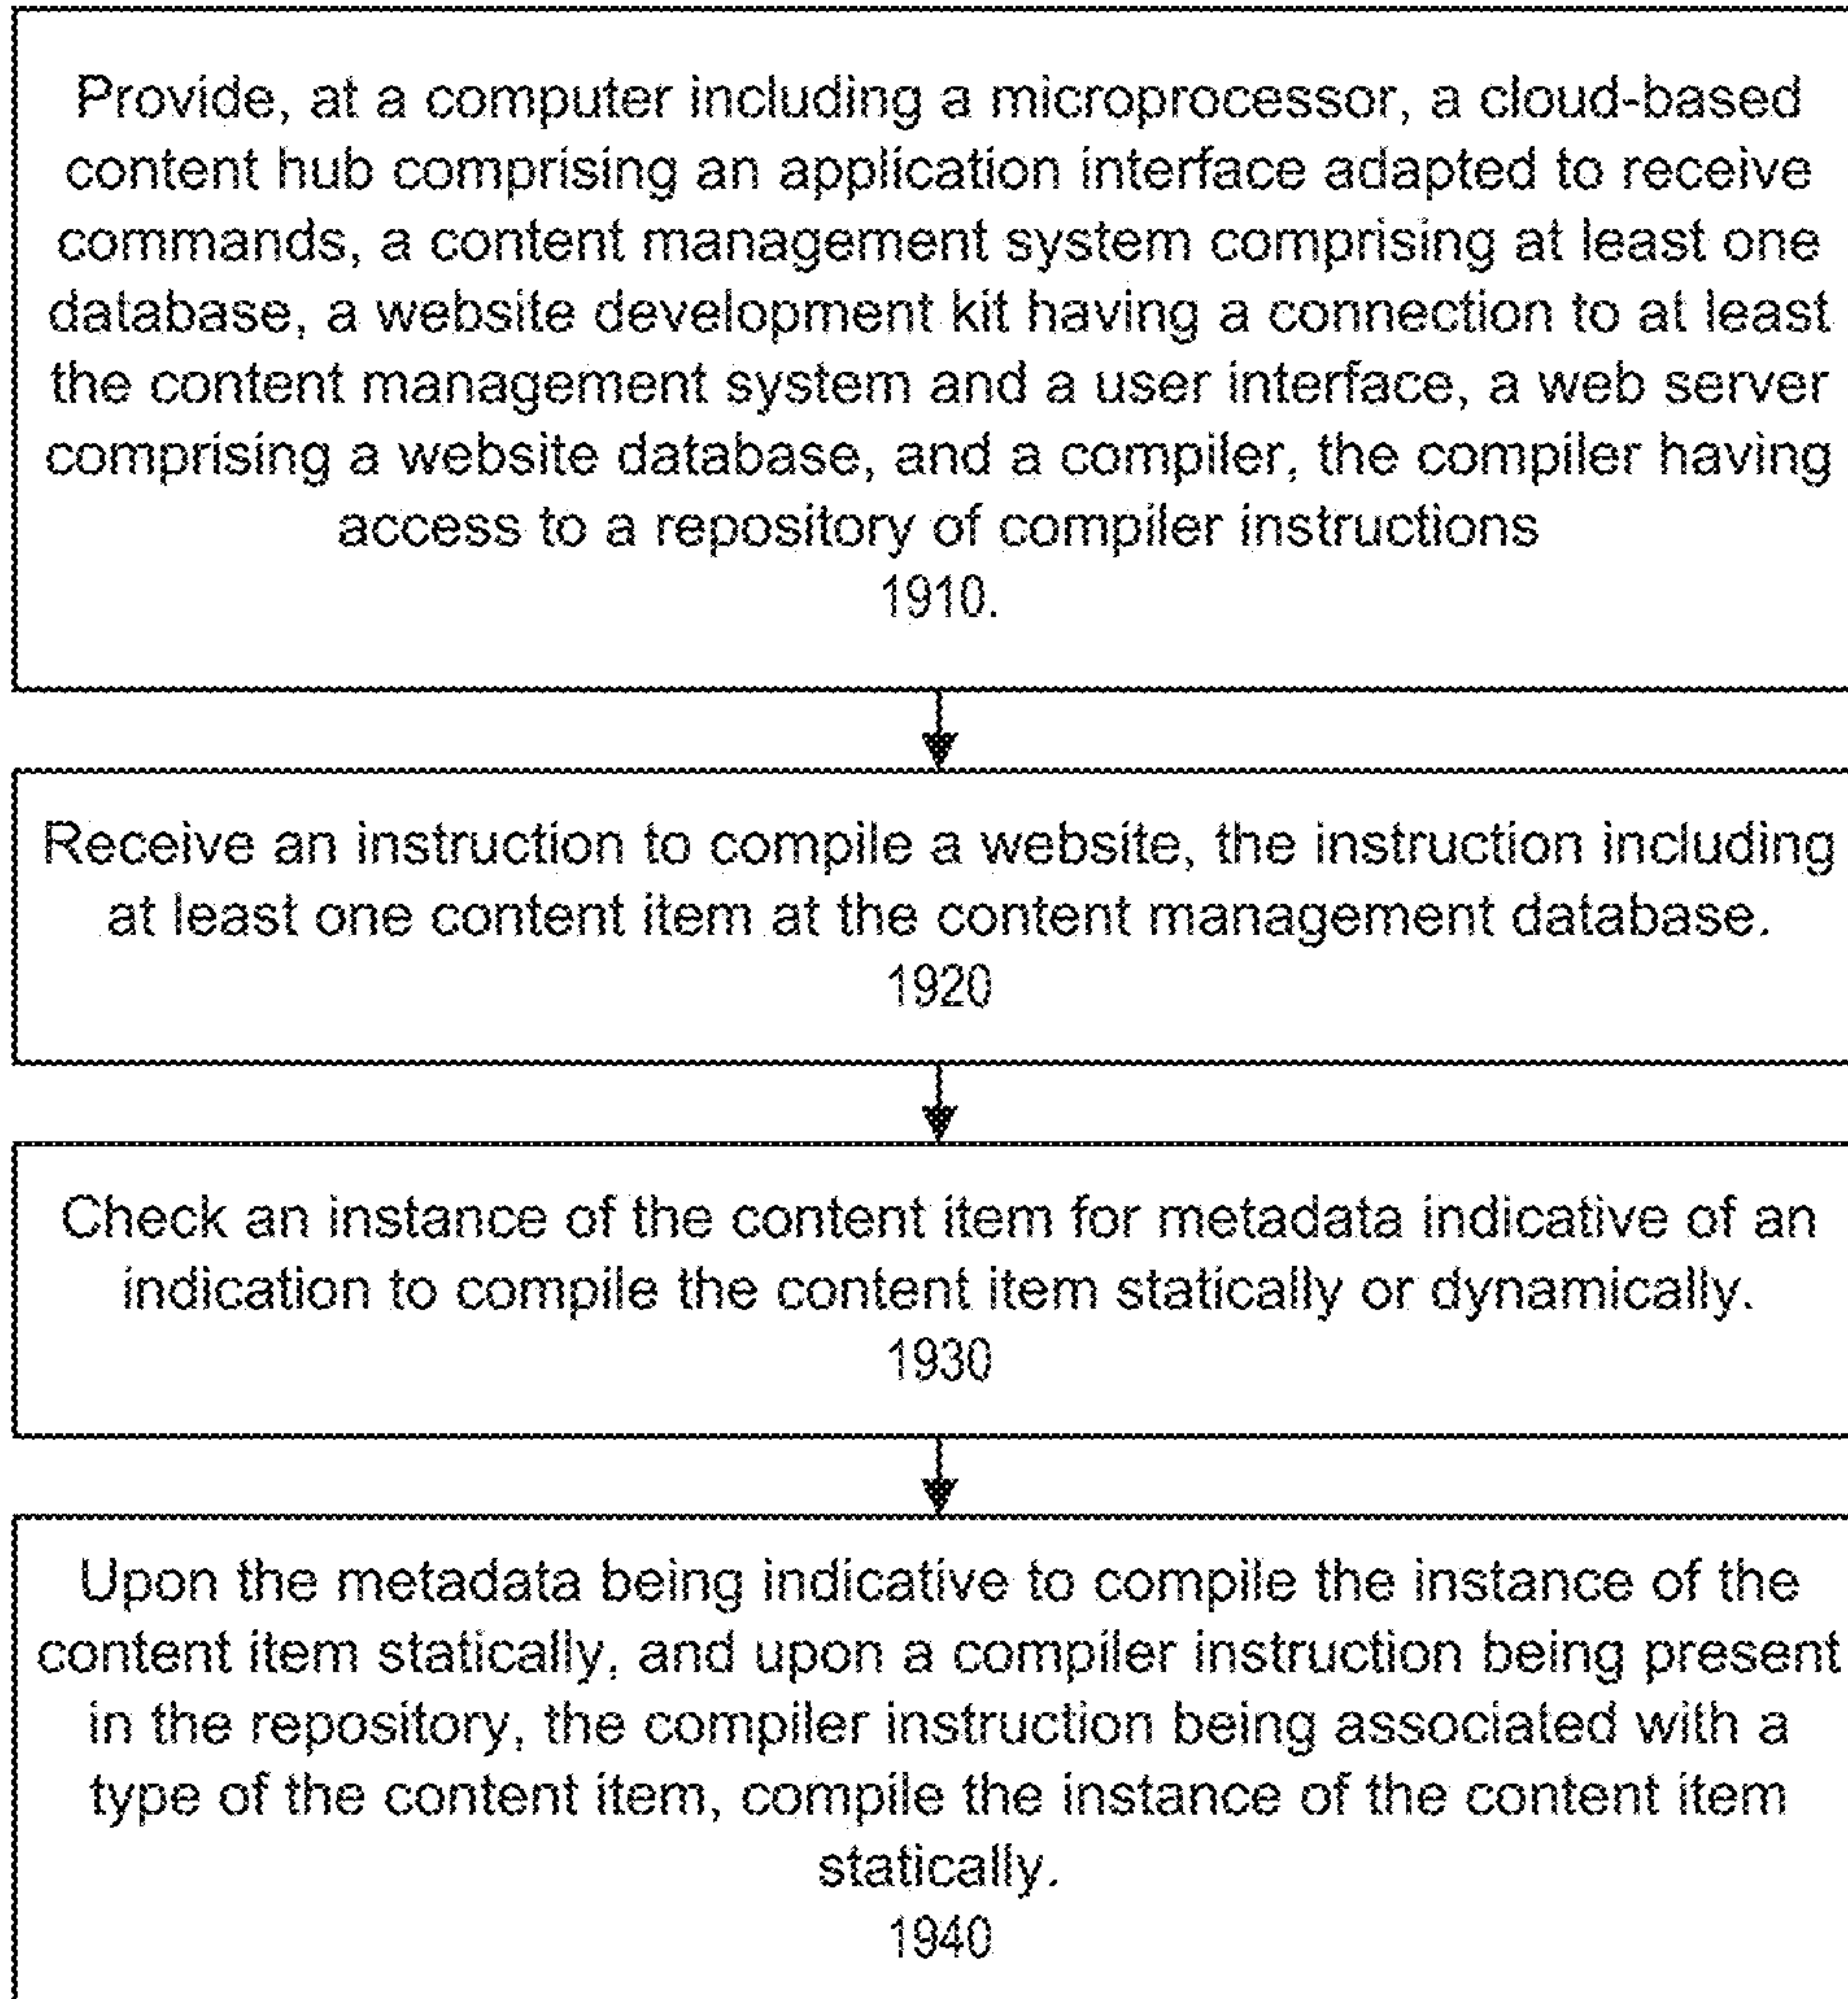 Provide, at a computer including a microprocessor, a cloud-based
content hub comprising an application interface adapted to receive
commands, a content management system comprising at least one
database, a website development kit having a connection to at least
the content management system and a user interface, a web server
comprising a website database, and a compiler, the compiler having
access to a repository of compiler instructions
1910.
Receive an instruction to compile a website, the instruction including
at least one content item at the content management database.
1920
Check an instance of the content item for metadata indicative of an
indication to compile the content item statically or dynamically.
1930
Upon the metadata being indicative to compile the instance of the
content item statically, and upon a compiler instruction being present
in the repository, the compiler instruction being associated with a
type of the content item, compile the instance of the content item
statically.
1940